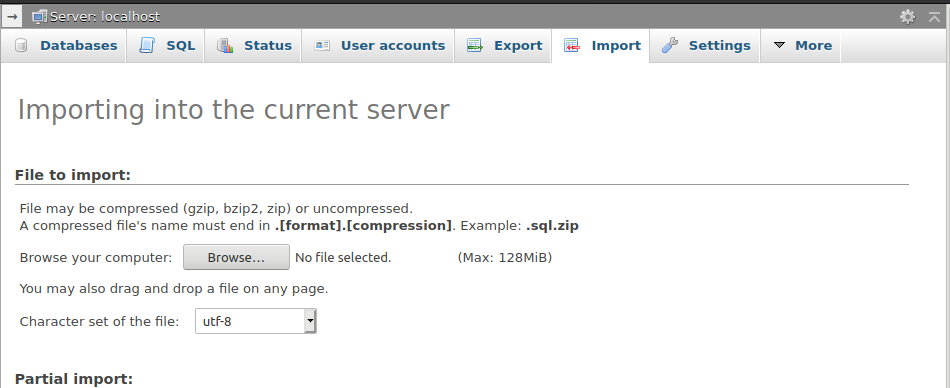 Server: localhost
Databases SQL Status User accounts Export Import Settings More
Importing into the current server
File to import:
File may be compressed (gzip, bzip2, zip) or uncompressed.
A compressed file's name must end in .[format].[compression]. Example: .sql.zip
Browse your computer: Browse... No file selected. (Max: 128MiB)
You may also drag and drop a file on any page.
Character set of the file: utf-8
Partial import: